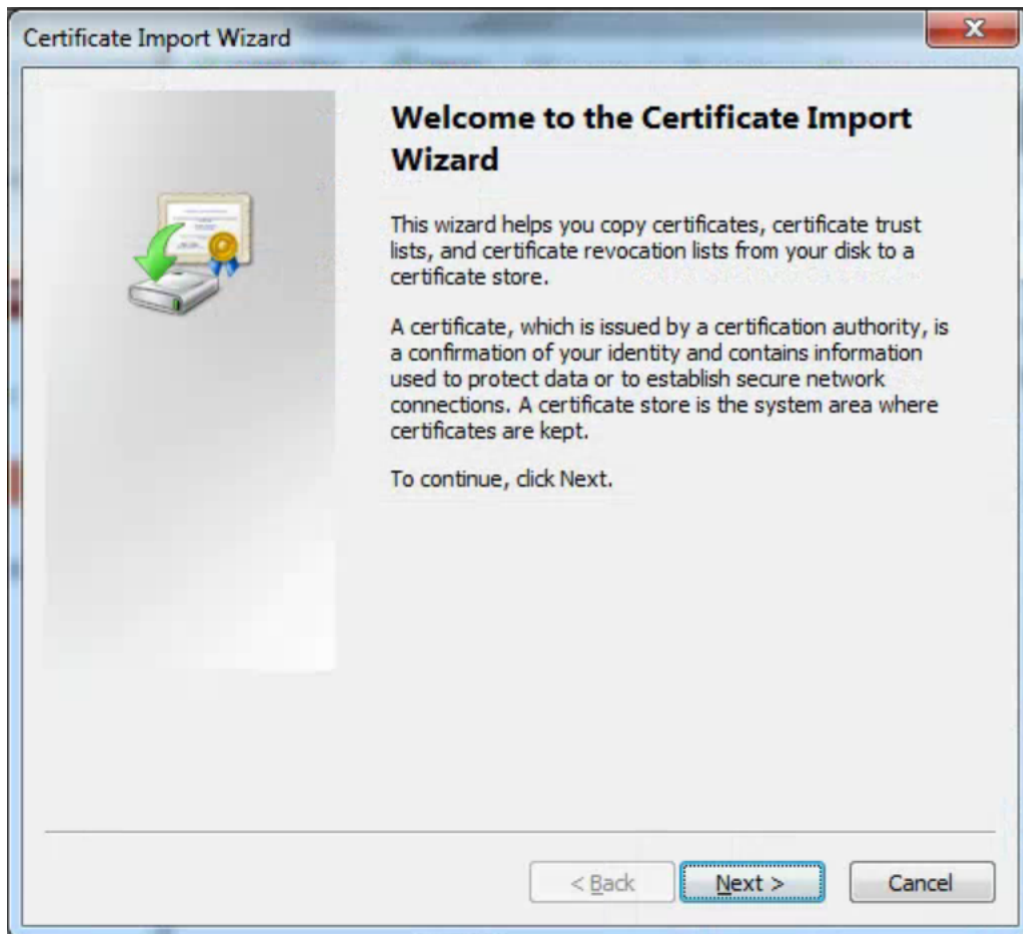 Certificate Import Wizard
Welcome to the Certificate Import
Wizard
This wizard helps you copy certificates, certificate trust
lists, and certificate revocation lists from your disk to a
certificate store.
A certificate, which is issued by a certification authority, is
a confirmation of your identity and contains information
used to protect data or to establish secure network
connections. A certificate store is the system area where
certificates are kept.
To continue, click Next.
< Back Next > Cancel